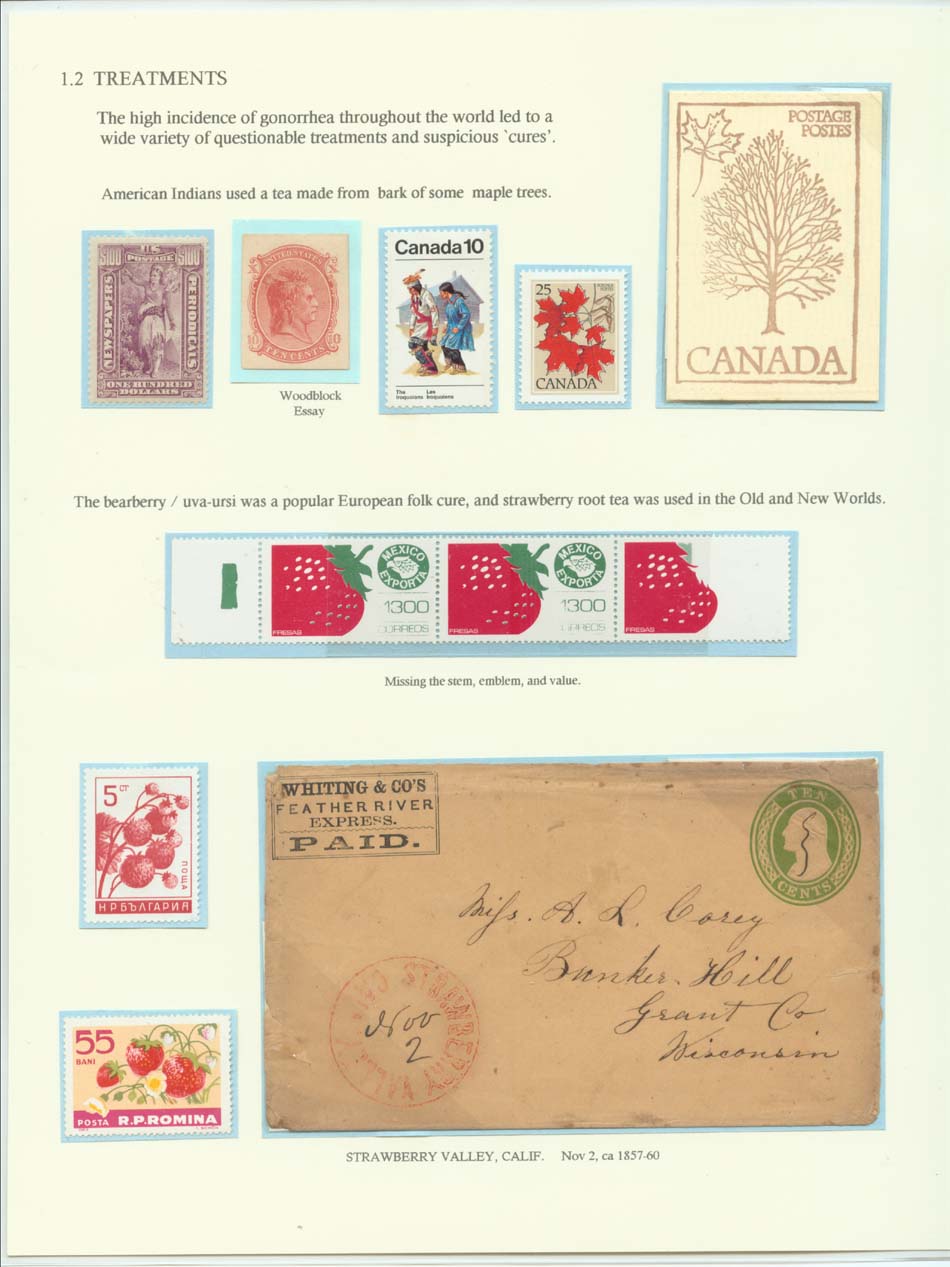 1.2 TREATMENTS
The high incidence of gonorrhea throughout the world led to a
wide variety of questionable treatments and suspicious `cures'.
American Indians used a tea made from bark of some maple trees.
U.S.
$100 POSTAGE $100
NEWSPAPERS
PERIODICALS
ONE HUNDRED
DOLLARS
UNITED STATES
TEN CENTS
Woodblock
Essay
Canada 10
The Les
Iroquoians Iroquoiens
25
CANADA
POSTAGE
POSTES
CANADA
The bearberry / uva-ursi was a popular European folk cure, and strawberry root tea was used in the Old and New Worlds.
MEXICO
EXPORTA
1300
CORREOS
FRESAS
MEXICO
EXPORTA
1300
CORREOS
FRESAS
FRESAS
Missing the stem, emblem, and value.
5 СТ
ПОЩА
НР БЪЛГАРИЯ
WHITING & CO'S
FEATHER RIVER
EXPRESS.
PAID.
TEN
CENTS
Miss. A. L. Corey
Bunker Hill
Grant Co
Wisconsin
STRAWBERRY VALLEY CAL.
Nov
2
55
BANI
POSTA R.P.ROMINA
STRAWBERRY VALLEY, CALIF. Nov 2, ca 1857-60